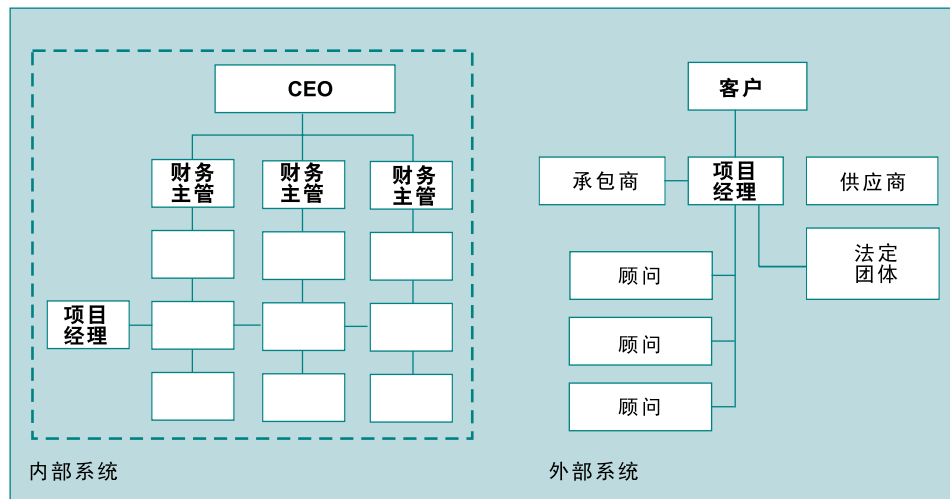 CEO
财务
主管
财务
主管
财务
主管
项目
经理
内部系统
客户
承包商
项目
经理
供应商
法定
团体
顾问
顾问
顾问
外部系统